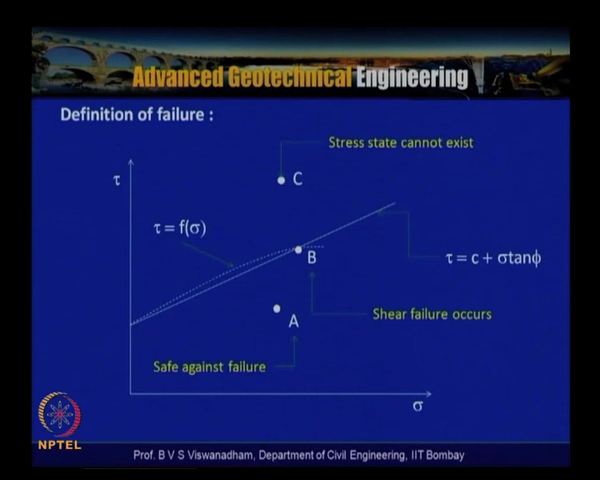 Advanced Geotechnical Engineering
Definition of failure :
Stress state cannot exist
τ
C
τ = f(σ)
B
τ = c + σtanϕ
Shear failure occurs
A
Safe against failure
σ
NPTEL
Prof. B V S Viswanadham, Department of Civil Engineering, IIT Bombay